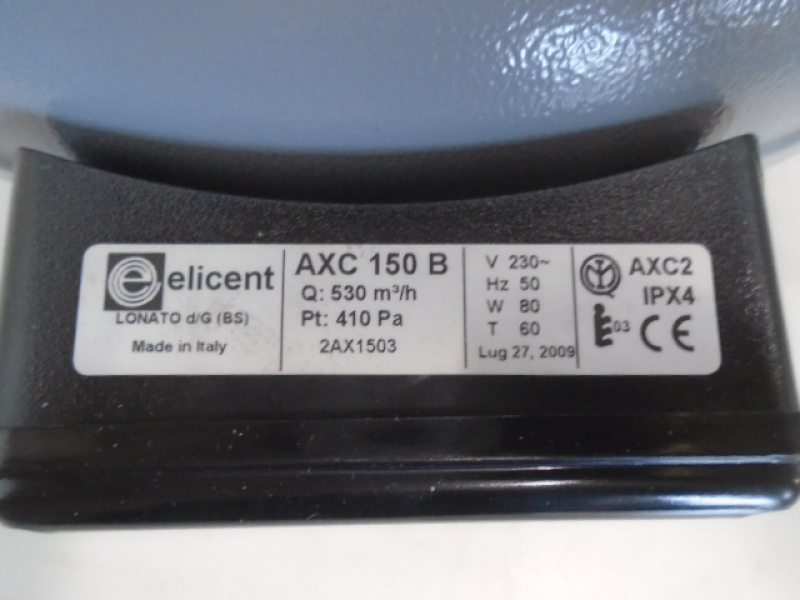 elicent
LONATO d/G (BS)
Made in Italy
AXC 150 B
Q: 530 m³/h
Pt: 410 Pa
2AX1503
V 230~
Hz 50
W 80
T 60
Lug 27, 2009
AXC2
IPX4
03
CE